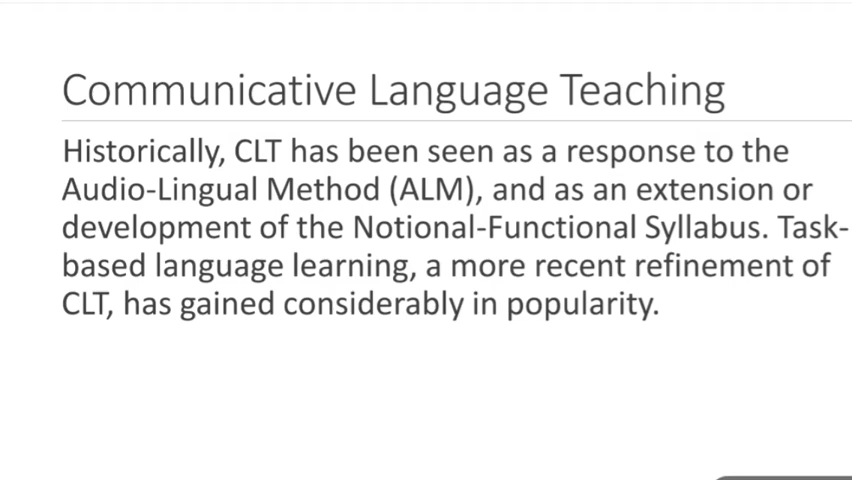 Communicative Language Teaching
Historically, CLT has been seen as a response to the
Audio-Lingual Method (ALM), and as an extension or
development of the Notional-Functional Syllabus. Task-
based language learning, a more recent refinement of
CLT, has gained considerably in popularity.